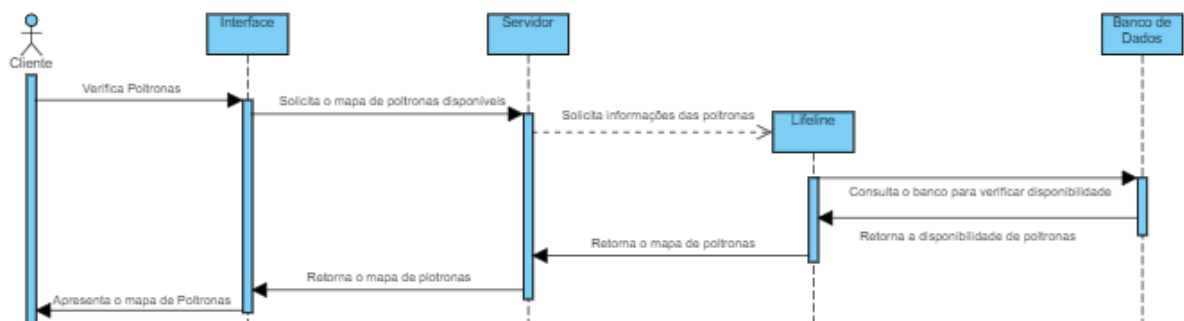 Interface
Servidor
Banco de
Dados
Cliente
Verifica Poltronas
Solicita o mapa de poltronas disponíveis
Solicita informações das poltronas
Lifeline
Consulta o banco para verificar disponibilidade
Retorna a disponibilidade de poltronas
Retorna o mapa de poltronas
Retorna o mapa de plotronas
Apresenta o mapa de Poltronas